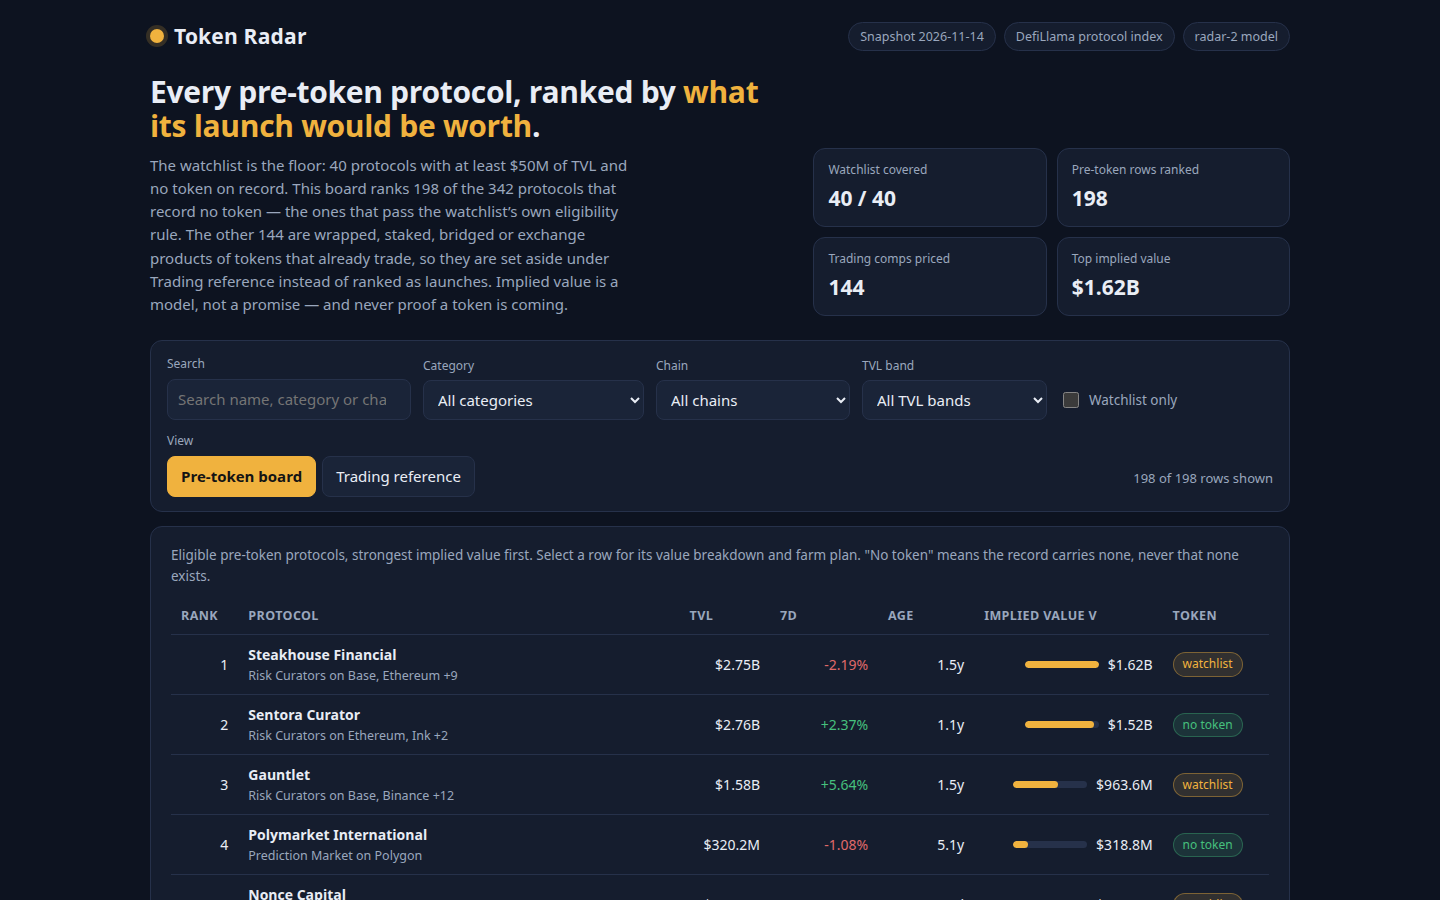 Token Radar
Snapshot 2026-11-14
DefiLlama protocol index
radar-2 model
Every pre-token protocol, ranked by what
its launch would be worth.
The watchlist is the floor: 40 protocols with at least $50M of TVL and
no token on record. This board ranks 198 of the 342 protocols that
record no token — the ones that pass the watchlist’s own eligibility
rule. The other 144 are wrapped, staked, bridged or exchange
products of tokens that already trade, so they are set aside under
Trading reference instead of ranked as launches. Implied value is a
model, not a promise — and never proof a token is coming.
Watchlist covered
40 / 40
Pre-token rows ranked
198
Trading comps priced
144
Top implied value
$1.62B
Search
Search name, category or cha
Category
All categories
Chain
All chains
TVL band
All TVL bands
Watchlist only
View
Pre-token board
Trading reference
198 of 198 rows shown
Eligible pre-token protocols, strongest implied value first. Select a row for its value breakdown and farm plan. "No token" means the record carries none, never that none
exists.
RANK PROTOCOL TVL 7D AGE IMPLIED VALUE V TOKEN
1 Steakhouse Financial $2.75B -2.19% 1.5y $1.62B watchlist
Risk Curators on Base, Ethereum +9
2 Sentora Curator $2.76B +2.37% 1.1y $1.52B no token
Risk Curators on Ethereum, Ink +2
3 Gauntlet $1.58B +5.64% 1.5y $963.6M watchlist
Risk Curators on Base, Binance +12
4 Polymarket International $320.2M -1.08% 5.1y $318.8M no token
Prediction Market on Polygon
Nonce Capital